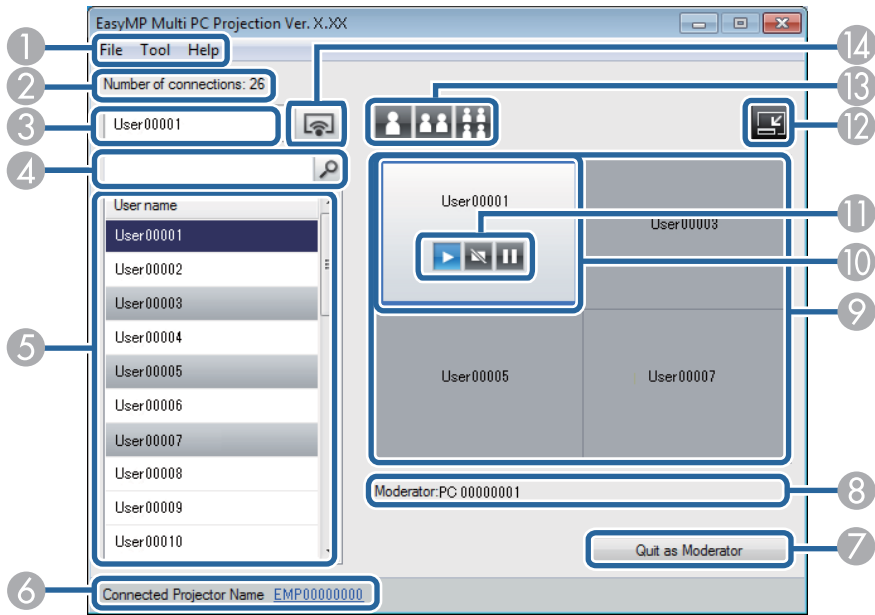 EasyMP Multi PC Projection Ver. X.XX
File Tool Help
1
2
3
4
5
6
7
8
9
10
11
12
13
14
Number of connections: 26
User00001
User name
User00001
User00002
User00003
User00004
User00005
User00006
User00007
User00008
User00009
User00010
User00001
User00003
User00005
User00007
Moderator:PC 00000001
Quit as Moderator
Connected Projector Name EMP00000000